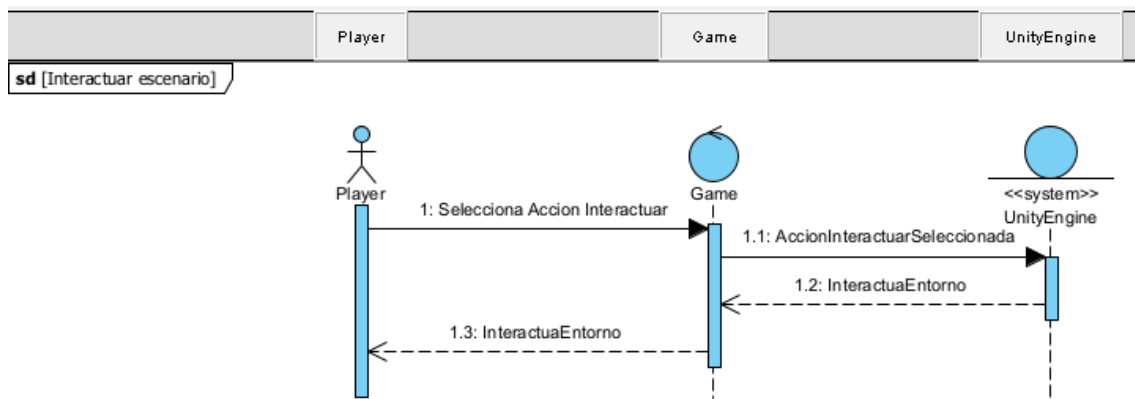 Player Game UnityEngine
sd [Interactuar escenario]
Player
Game
<<system>>
UnityEngine
1: Selecciona Accion Interactuar
1.1: AccionInteractuarSeleccionada
1.2: InteractuaEntorno
1.3: InteractuaEntorno